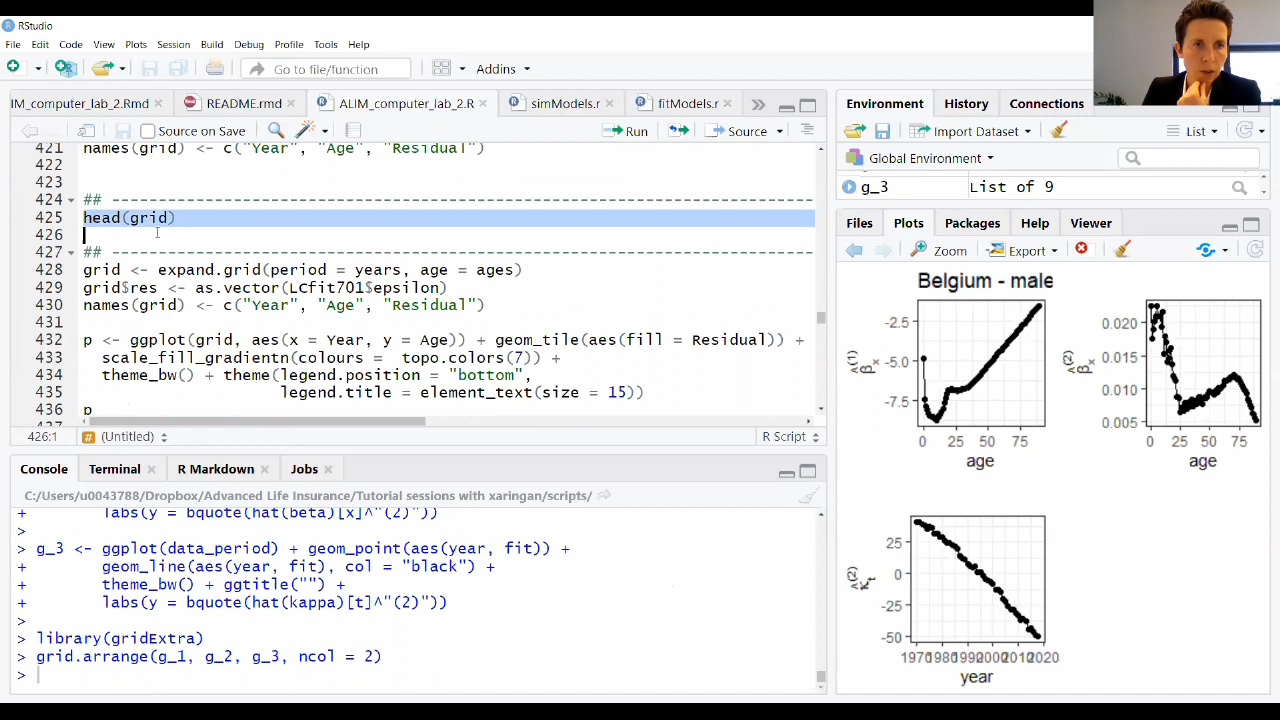 RStudio
File Edit Code View Plots Session Build Debug Profile Tools Help
Go to file/function
Addins
IM_computer_lab_2.Rmd
README.rmd
ALIM_computer_lab_2.R
simModels.r
fitModels.r
Source on Save
Run
Source
421 names(grid) <- c("Year", "Age", "Residual")
422
423
424 ## ----------------------------------------------------------------------
425 head(grid)
426
427 ## ----------------------------------------------------------------------
428 grid <- expand.grid(period = years, age = ages)
429 grid$res <- as.vector(LCfit701$epsilon)
430 names(grid) <- c("Year", "Age", "Residual")
431
432 p <- ggplot(grid, aes(x = Year, y = Age)) + geom_tile(aes(fill = Residual)) +
433 scale_fill_gradientn(colours = topo.colors(7)) +
434 theme_bw() + theme(legend.position = "bottom",
435 legend.title = element_text(size = 15))
436 p
426:1
(Untitled)
R Script
Console Terminal R Markdown Jobs
C:/Users/u0043788/Dropbox/Advanced Life Insurance/Tutorial sessions with xaringan/scripts/
+ labs(y = bquote(hat(beta)[x]^"(2)"))
>
> g_3 <- ggplot(data_period) + geom_point(aes(year, fit)) +
+ geom_line(aes(year, fit), col = "black") +
+ theme_bw() + ggtitle("") +
+ labs(y = bquote(hat(kappa)[t]^"(2)"))
>
> library(gridExtra)
> grid.arrange(g_1, g_2, g_3, ncol = 2)
>
Environment History Connections
Import Dataset
List
Global Environment
g_3 List of 9
Files Plots Packages Help Viewer
Zoom
Export
Belgium - male
-2.5
-5.0
-7.5
β̂x(1)
0 25 50 75
age
0.020
0.015
0.010
0.005
β̂x(2)
0 25 50 75
age
25
0
-25
-50
κ̂t(2)
1970 1980 1990 2000 2010 2020
year